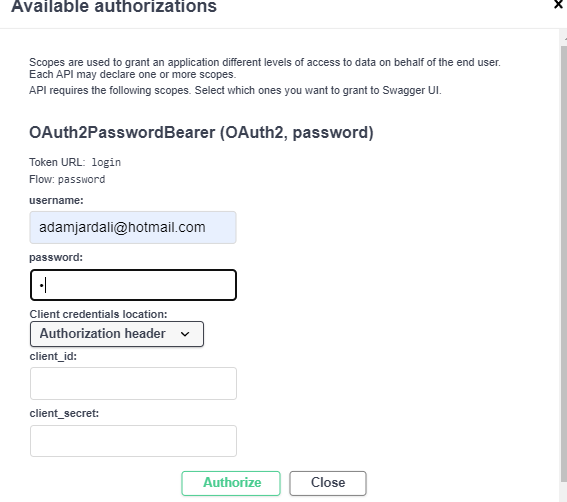 Available authorizations
Scopes are used to grant an application different levels of access to data on behalf of the end user.
Each API may declare one or more scopes.
API requires the following scopes. Select which ones you want to grant to Swagger UI.
OAuth2PasswordBearer (OAuth2, password)
Token URL: login
Flow: password
username:
adamjardali@hotmail.com
password:
•
Client credentials location:
Authorization header
client_id:
client_secret:
Authorize Close